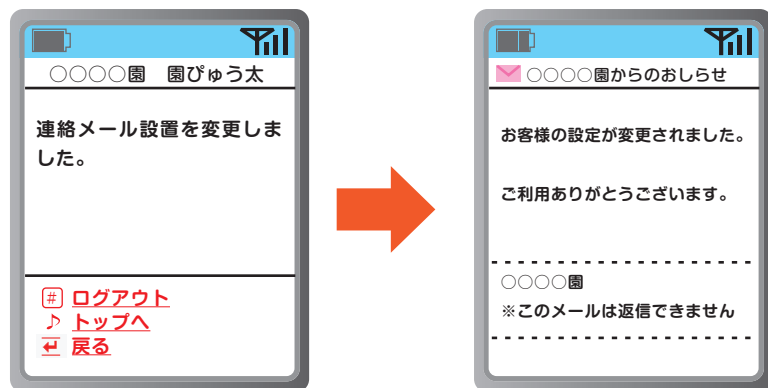 ○○○○園 園ぴゅう太
連絡メール設置を変更しま
した。
# ログアウト
♪ トップへ
↵ 戻る
○○○○園からのおしらせ
お客様の設定が変更されました。
ご利用ありがとうございます。
○○○○園
※このメールは返信できません